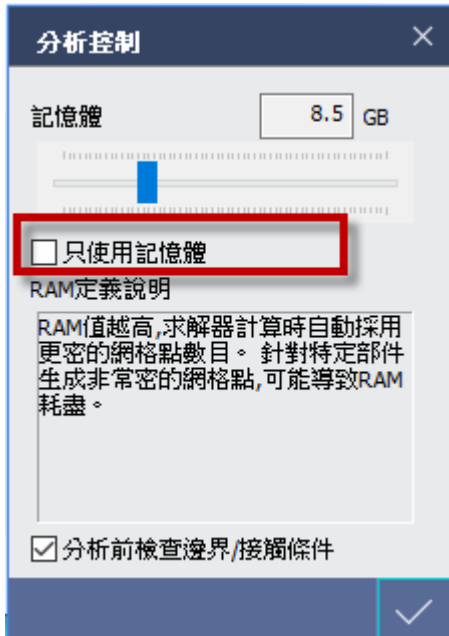 分析控制
記憶體
8.5 GB
只使用記憶體
RAM定義說明
RAM值越高,求解器計算時自動採用
更密的網格點數目。 針對特定部件
生成非常密的網格點,可能導致RAM
耗盡。
分析前檢查邊界/接觸條件